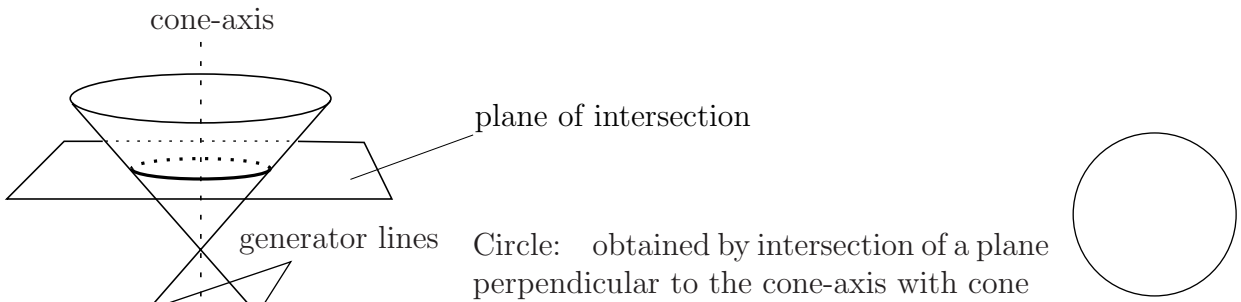 cone-axis
plane of intersection
generator lines
Circle: obtained by intersection of a plane
perpendicular to the cone-axis with cone